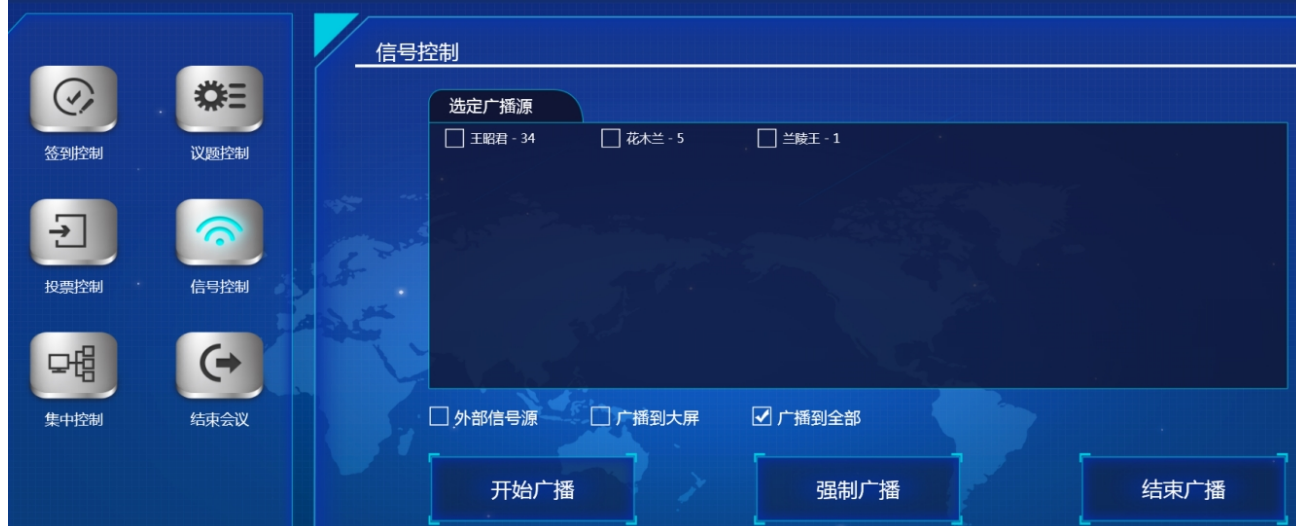 签到控制 议题控制
投票控制 信号控制
集中控制 结束会议
信号控制
选定广播源
王昭君 - 34 花木兰 - 5 兰陵王 - 1
外部信号源 广播到大屏 广播到全部
开始广播 强制广播 结束广播